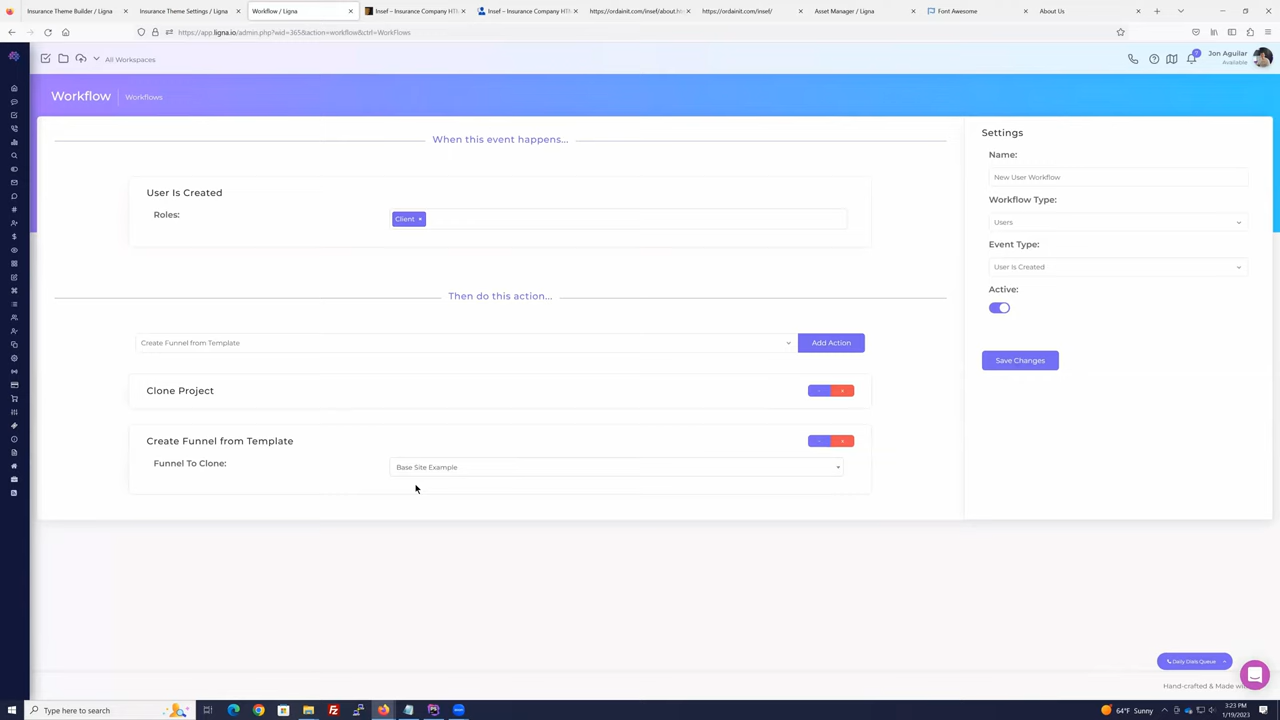 Insurance Theme Builder / Ligna
Insurance Theme Settings / Ligna
Workflow / Ligna
Insef – Insurance Company HTM
Insef – Insurance Company HTM
https://ordainit.com/insef/about.ht
https://ordainit.com/insef/
Asset Manager / Ligna
Font Awesome
About Us
https://app.ligna.io/admin.php?wid=365&action=workflow&ctrl=WorkFlows
All Workspaces
Jon Aguilar
Available
Workflow
Workflows
When this event happens...
User Is Created
Roles:
Client ×
Then do this action...
Create Funnel from Template
Add Action
Clone Project
Create Funnel from Template
Funnel To Clone:
Base Site Example
Settings
Name:
New User Workflow
Workflow Type:
Users
Event Type:
User Is Created
Active:
Save Changes
Daily Dials Queue
Hand-crafted & Made wi
Type here to search
64°F Sunny
3:23 PM
1/19/2023